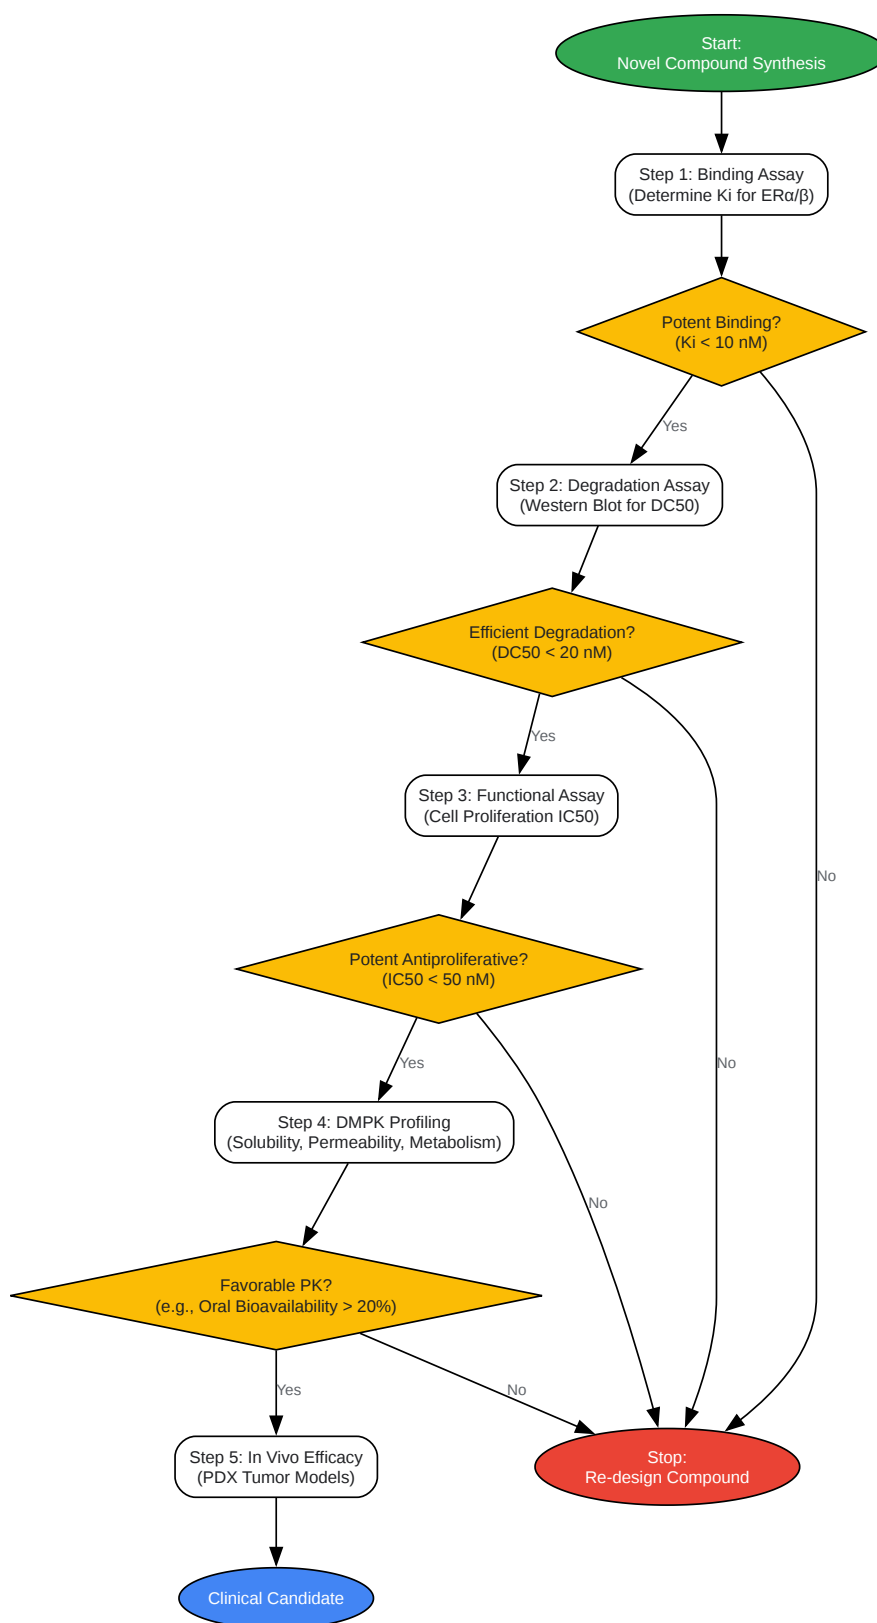 Start:
Novel Compound Synthesis
Step 1: Binding Assay
(Determine Ki for ERα/β)
Potent Binding?
(Ki < 10 nM)
Yes
Step 2: Degradation Assay
(Western Blot for DC50)
Efficient Degradation?
(DC50 < 20 nM)
Yes
Step 3: Functional Assay
(Cell Proliferation IC50)
No
Potent Antiproliferative?
(IC50 < 50 nM)
Yes
No
Step 4: DMPK Profiling
(Solubility, Permeability, Metabolism)
No
Favorable PK?
(e.g., Oral Bioavailability > 20%)
Yes
No
Step 5: In Vivo Efficacy
(PDX Tumor Models)
Stop:
Re-design Compound
Clinical Candidate